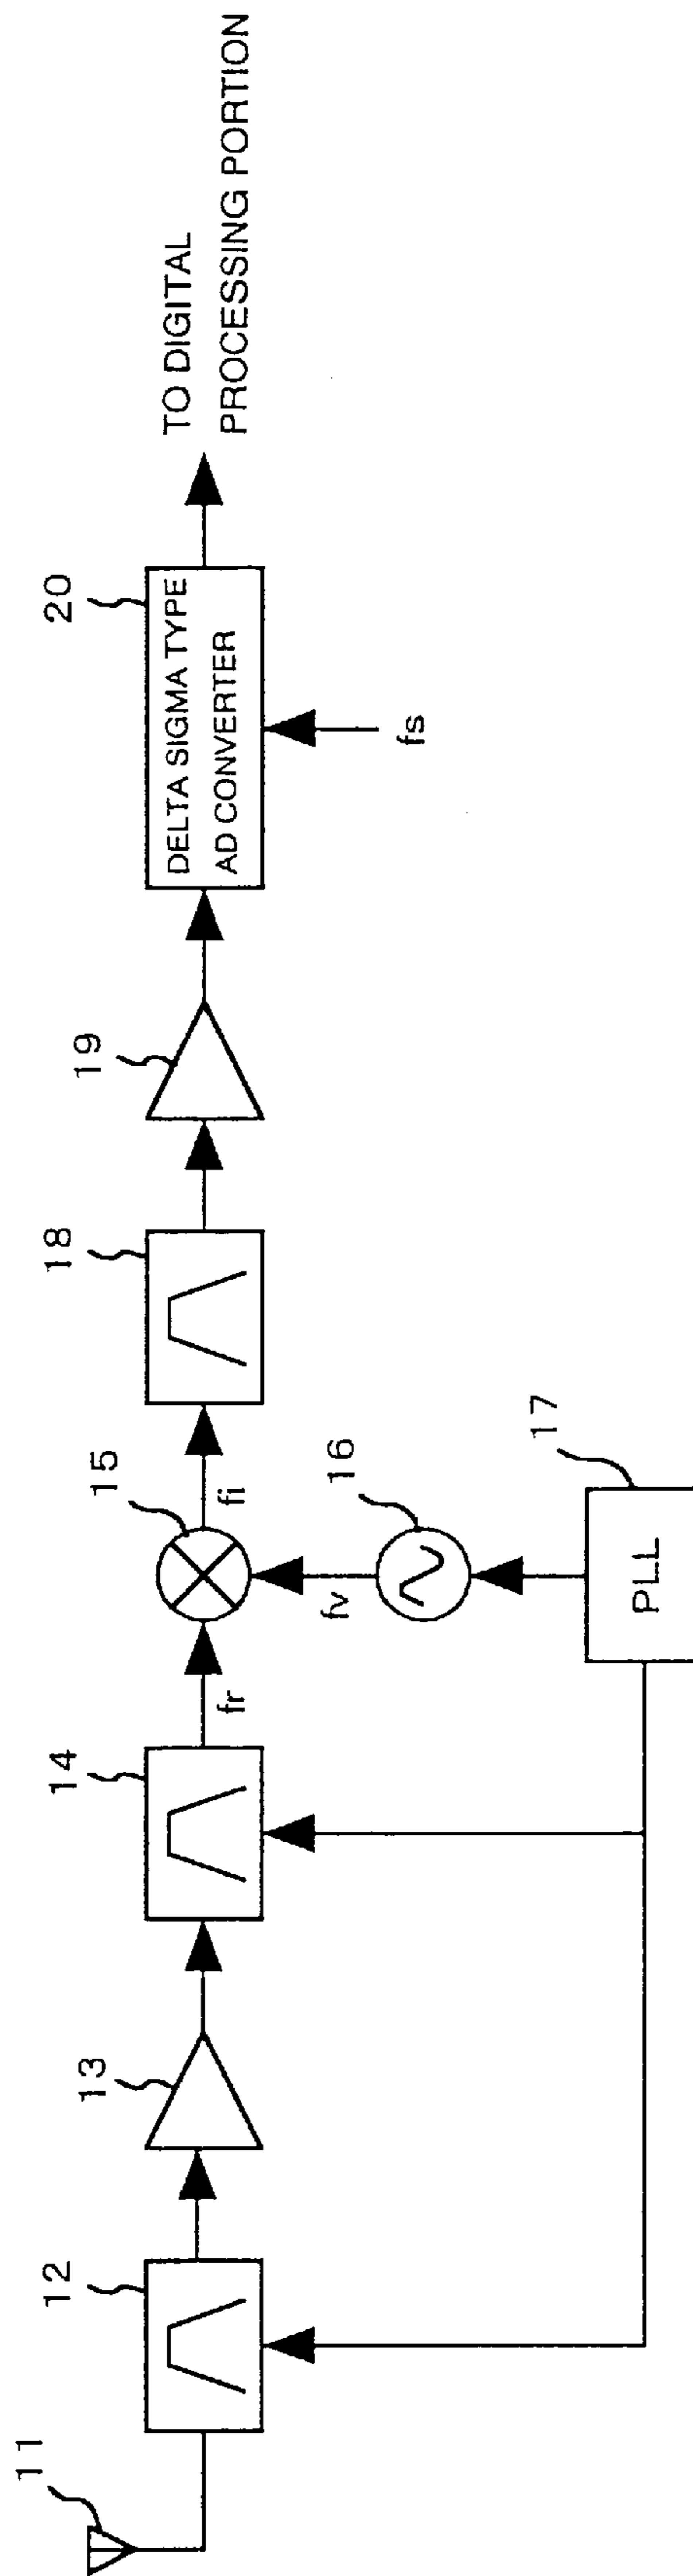 11
12
13
14
fr
15
fi
fv
16
17
PLL
18
19
20
DELTA SIGMA TYPE
AD CONVERTER
fs
TO DIGITAL
PROCESSING PORTION